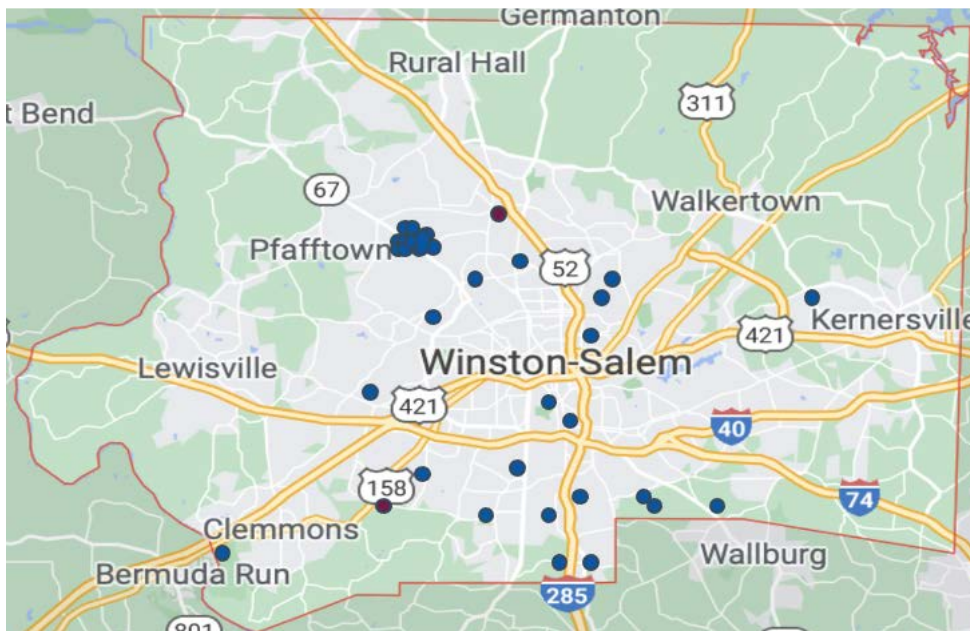 Germanton
Rural Hall
311
t Bend
67
Walkertown
Pfafftown
52
Kernersville
421
Winston-Salem
Lewisville
421
40
158
74
Clemmons
Wallburg
Bermuda Run
285
801